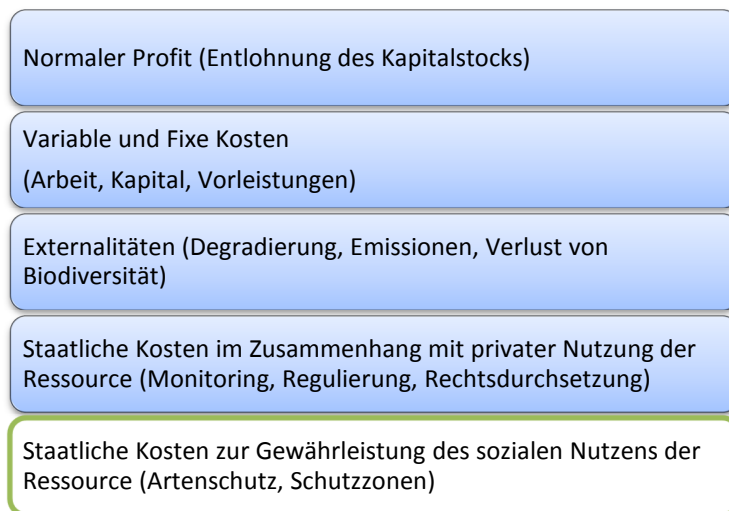 Normaler Profit (Entlohnung des Kapitalstocks)
Variable und Fixe Kosten
(Arbeit, Kapital, Vorleistungen)
Externalitäten (Degradierung, Emissionen, Verlust von
Biodiversität)
Staatliche Kosten im Zusammenhang mit privater Nutzung der
Ressource (Monitoring, Regulierung, Rechtsdurchsetzung)
Staatliche Kosten zur Gewährleistung des sozialen Nutzens der
Ressource (Artenschutz, Schutzzonen)